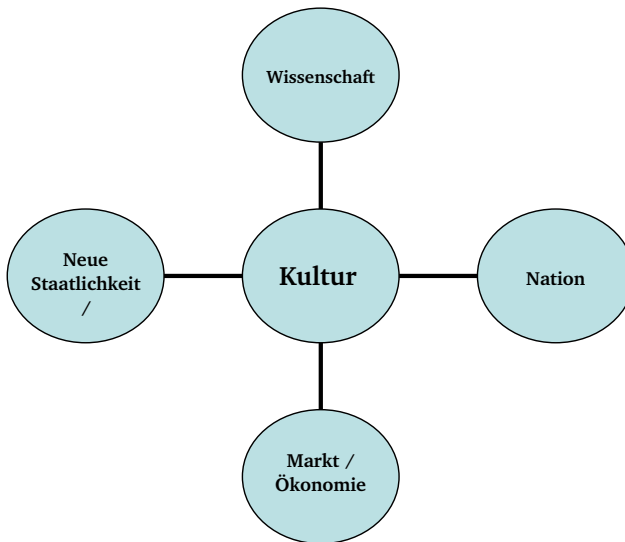 Wissenschaft
Neue
Staatlichkeit
/
Kultur
Nation
Markt /
Ökonomie